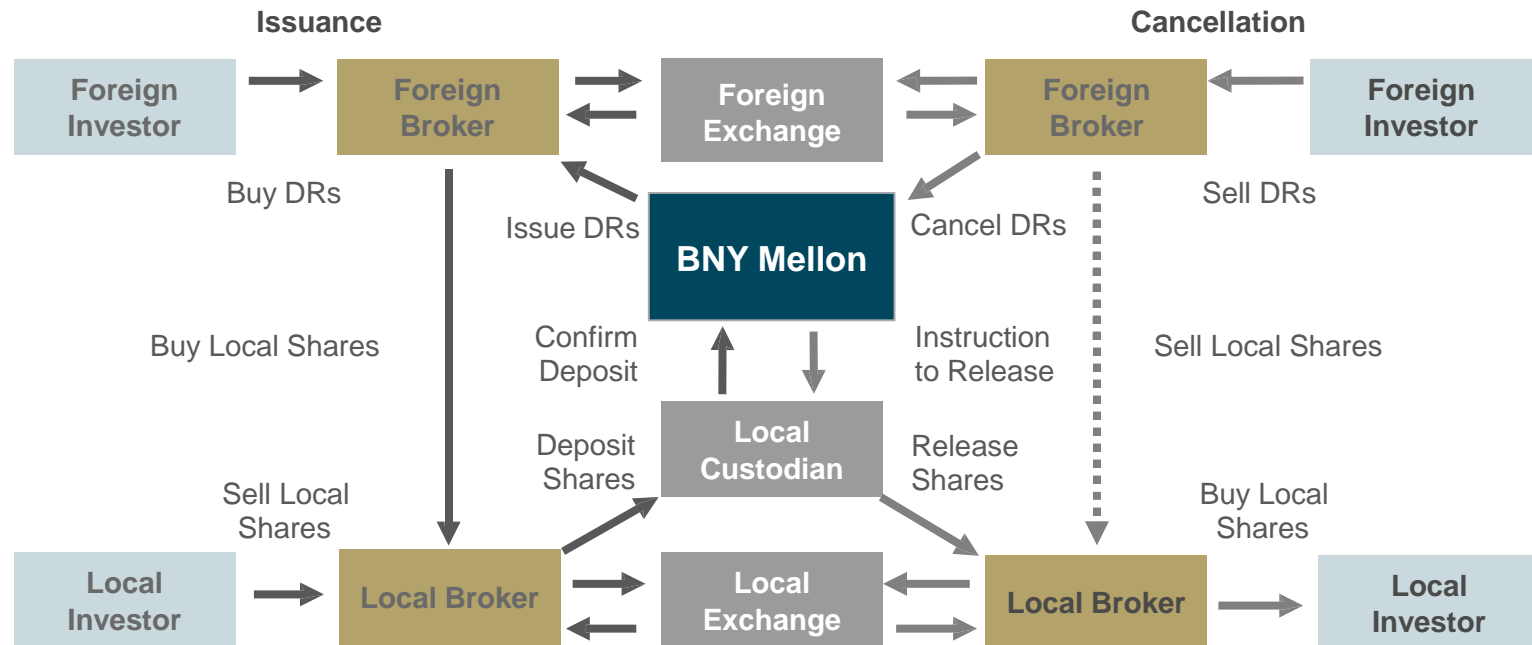 Issuance
Cancellation
Foreign
Investor
Foreign
Broker
Foreign
Exchange
Foreign
Broker
Foreign
Investor
Buy DRs
Issue DRs
BNY Mellon
Cancel DRs
Sell DRs
Buy Local Shares
Confirm
Deposit
Instruction
to Release
Sell Local Shares
Deposit
Shares
Local
Custodian
Release
Shares
Sell Local
Shares
Buy Local
Shares
Local
Investor
Local Broker
Local
Exchange
Local Broker
Local
Investor